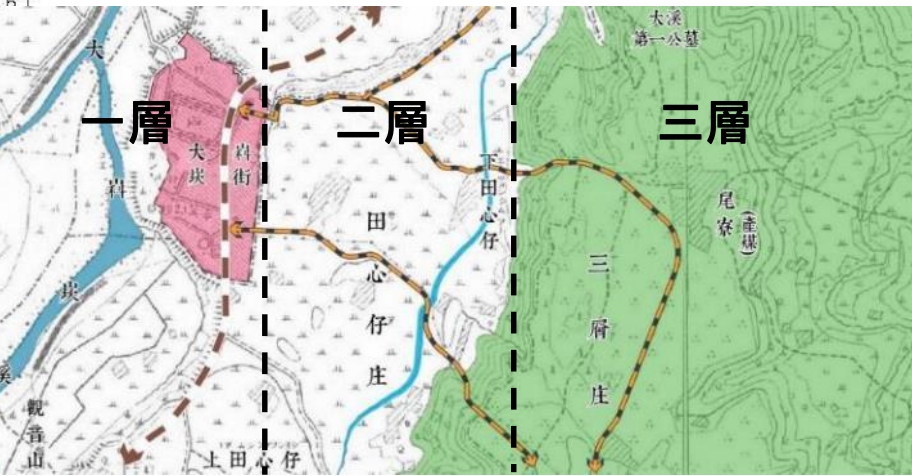 一層
二層
三層
大溪
第一公墓
大
嵙
崁
溪
大嵙崁街
田心仔庄
下田心仔
三層庄
尾寮
(產煤)
觀音山
上田心仔